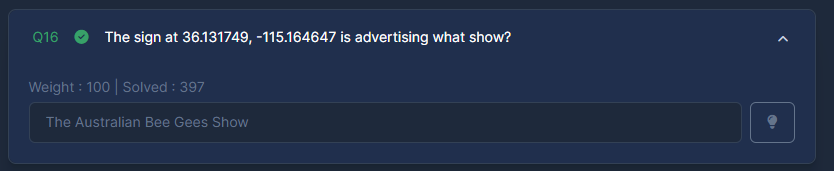 Q16 The sign at 36.131749, -115.164647 is advertising what show?
Weight : 100 | Solved : 397
The Australian Bee Gees Show